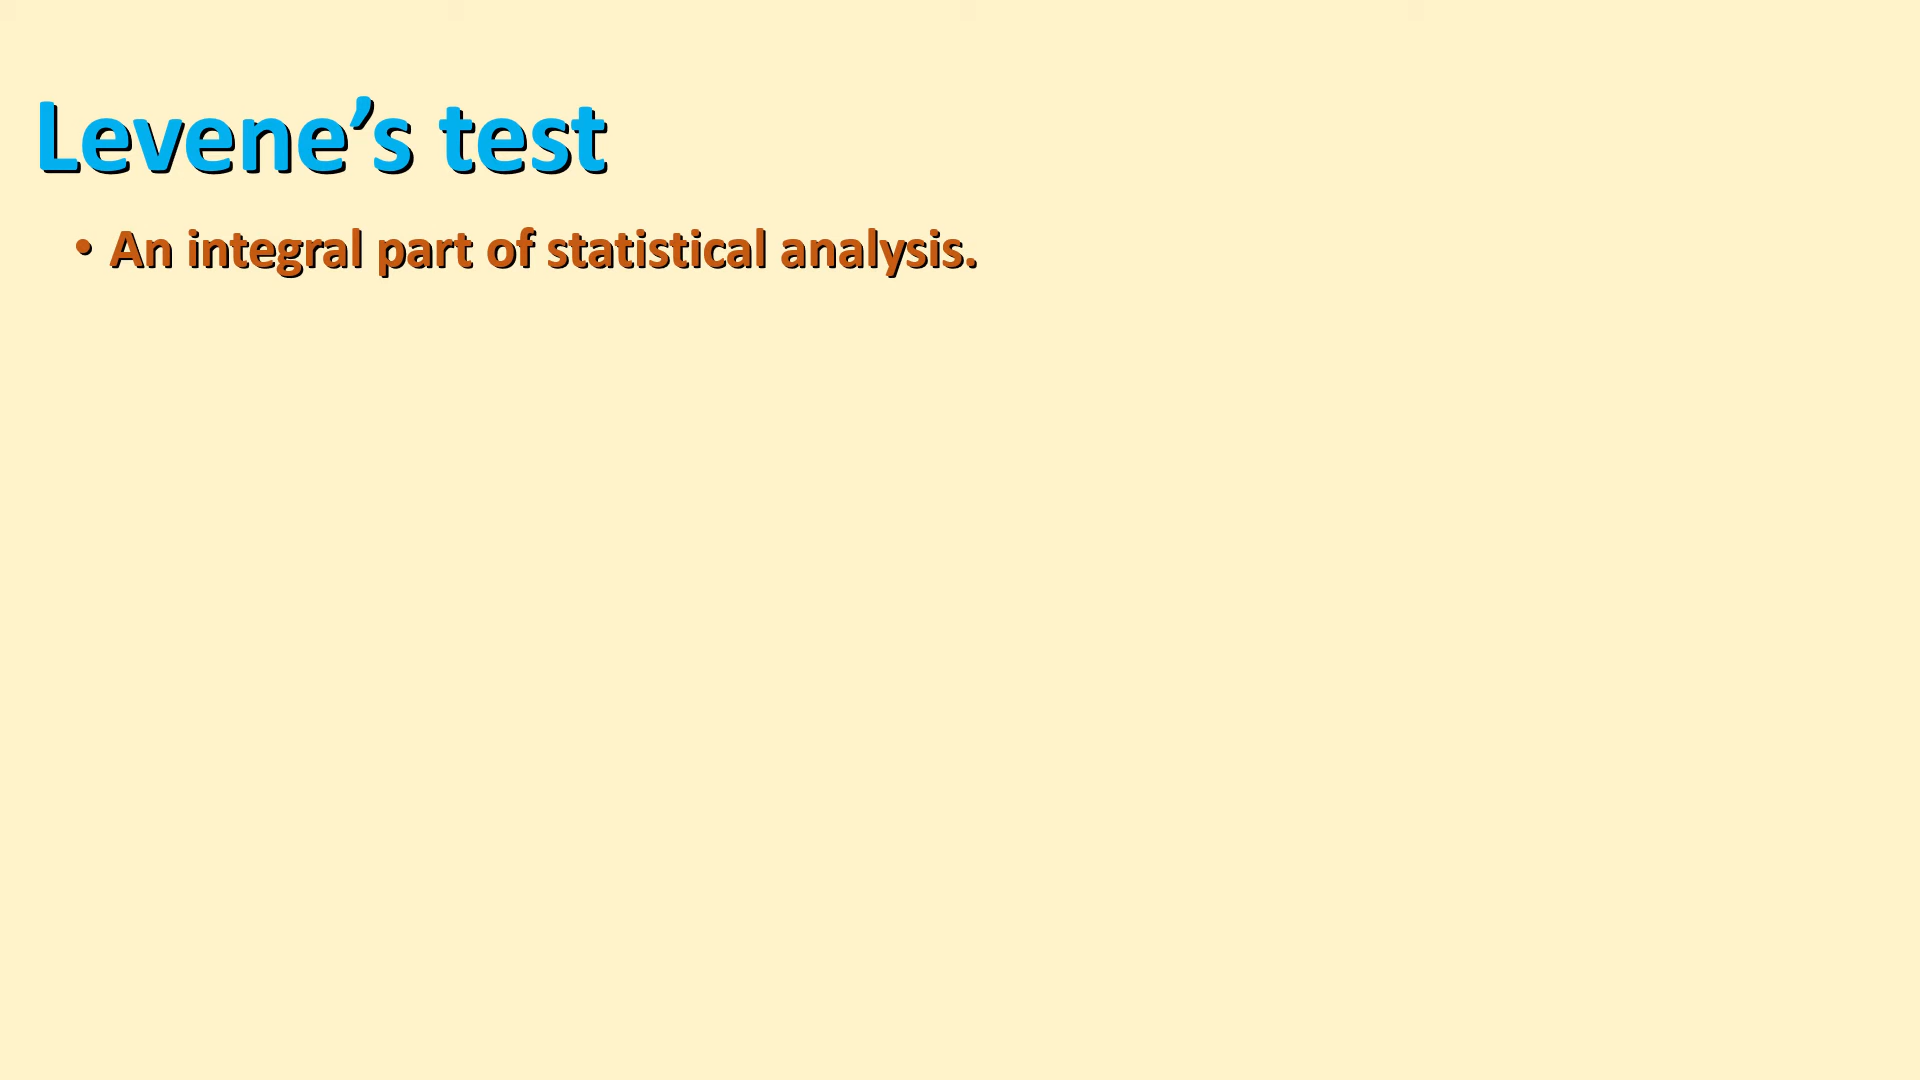 Levene’s test
• An integral part of statistical analysis.